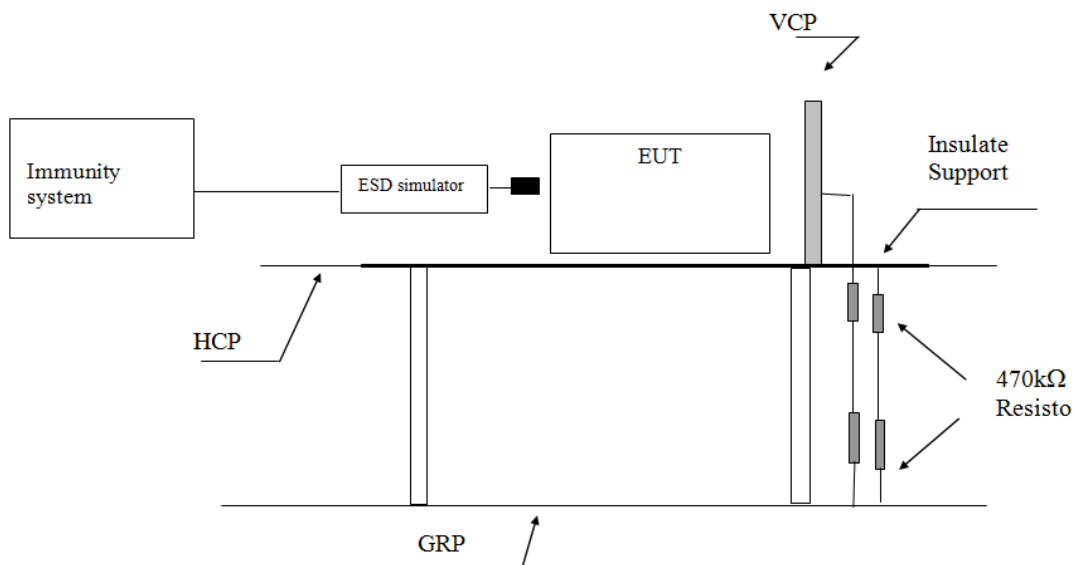 VCP
Immunity
system
ESD simulator
EUT
Insulate
Support
HCP
470kΩ
Resisto
GRP